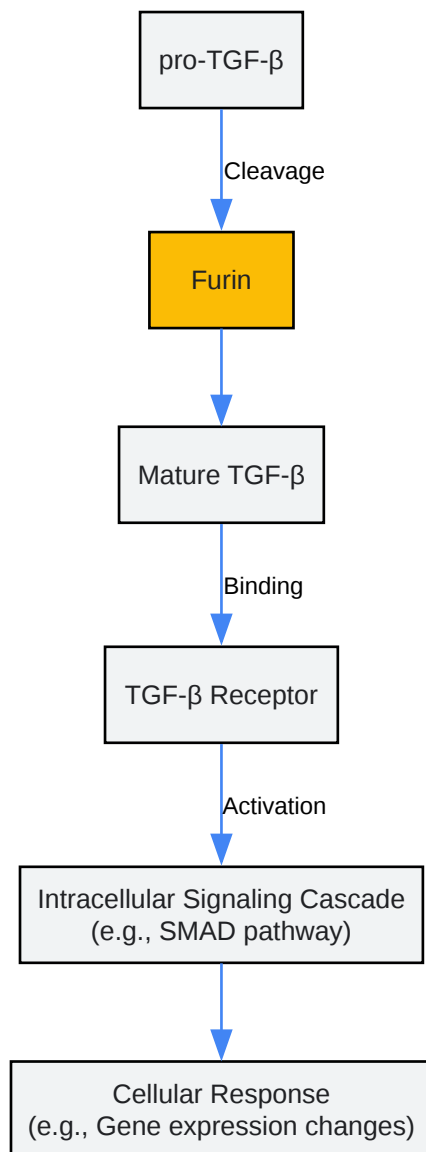 pro-TGF-β
Cleavage
Furin
Mature TGF-β
Binding
TGF-β Receptor
Activation
Intracellular Signaling Cascade
(e.g., SMAD pathway)
Cellular Response
(e.g., Gene expression changes)